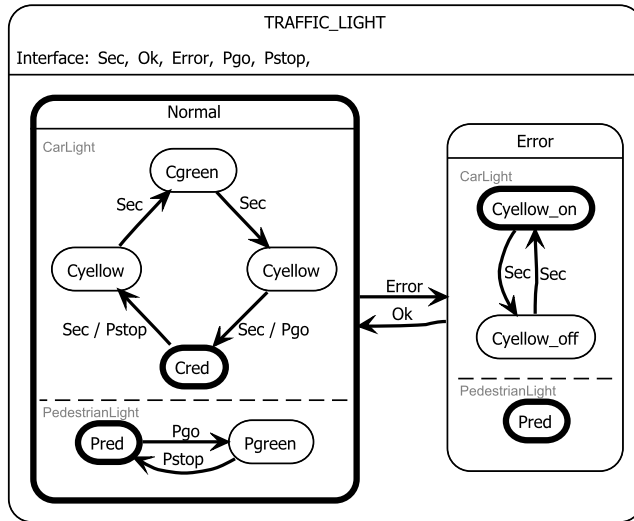 TRAFFIC_LIGHT
Interface: Sec, Ok, Error, Pgo, Pstop,
Normal
CarLight
Cgreen
Sec
Sec
Cyellow
Cyellow
Sec / Pstop
Sec / Pgo
Cred
PedestrianLight
Pred
Pgo
Pgreen
Pstop
Error
Ok
Error
CarLight
Cyellow_on
Sec
Sec
Cyellow_off
PedestrianLight
Pred